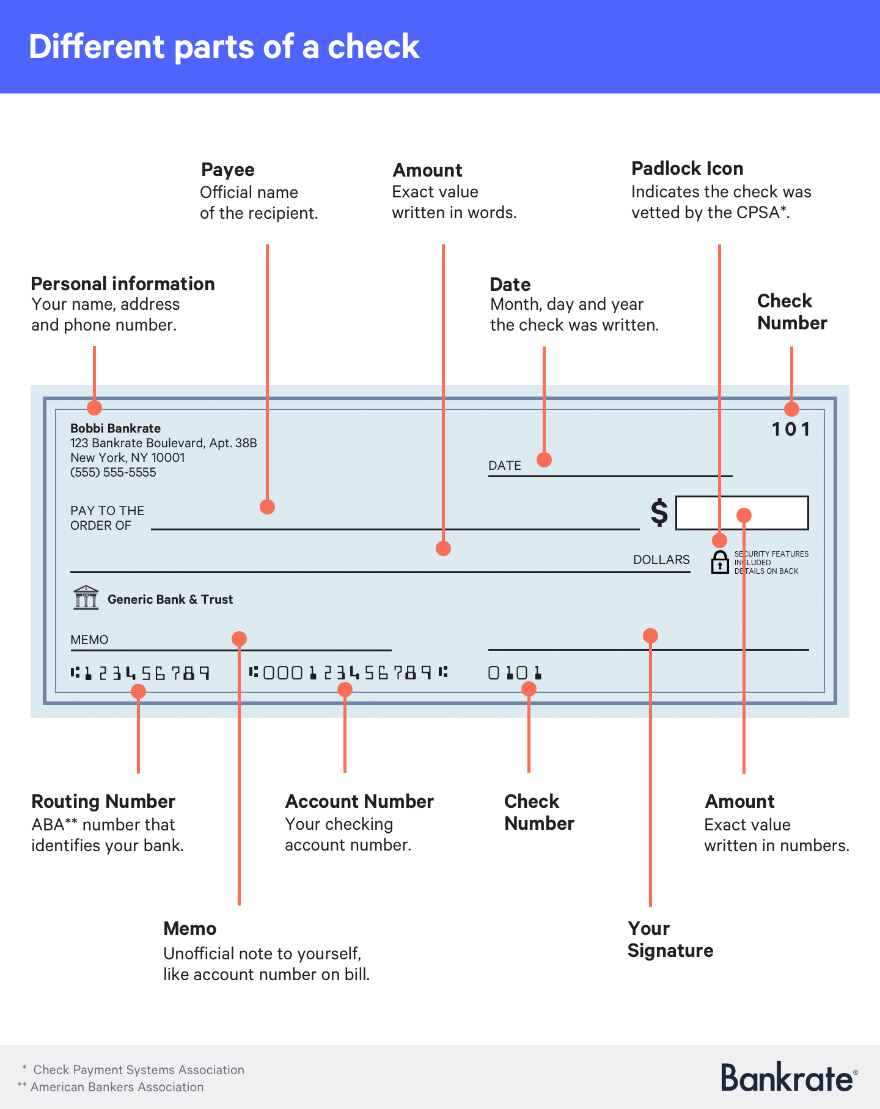 Different parts of a check
Payee
Official name
of the recipient.
Amount
Exact value
written in words.
Padlock Icon
Indicates the check was
vetted by the CPSA*.
Personal information
Your name, address
and phone number.
Date
Month, day and year
the check was written.
Check
Number
Bobbi Bankrate
123 Bankrate Boulevard, Apt. 38B
New York, NY 10001
(555) 555-5555
101
DATE
PAY TO THE
ORDER OF
$
DOLLARS
SECURITY FEATURES
INCLUDED
DETAILS ON BACK
Generic Bank & Trust
MEMO
⑆123456789 ⑆000123456789⑆ 0101
Routing Number
ABA** number that
identifies your bank.
Account Number
Your checking
account number.
Check
Number
Amount
Exact value
written in numbers.
Memo
Unofficial note to yourself,
like account number on bill.
Your
Signature
* Check Payment Systems Association
** American Bankers Association
Bankrate®